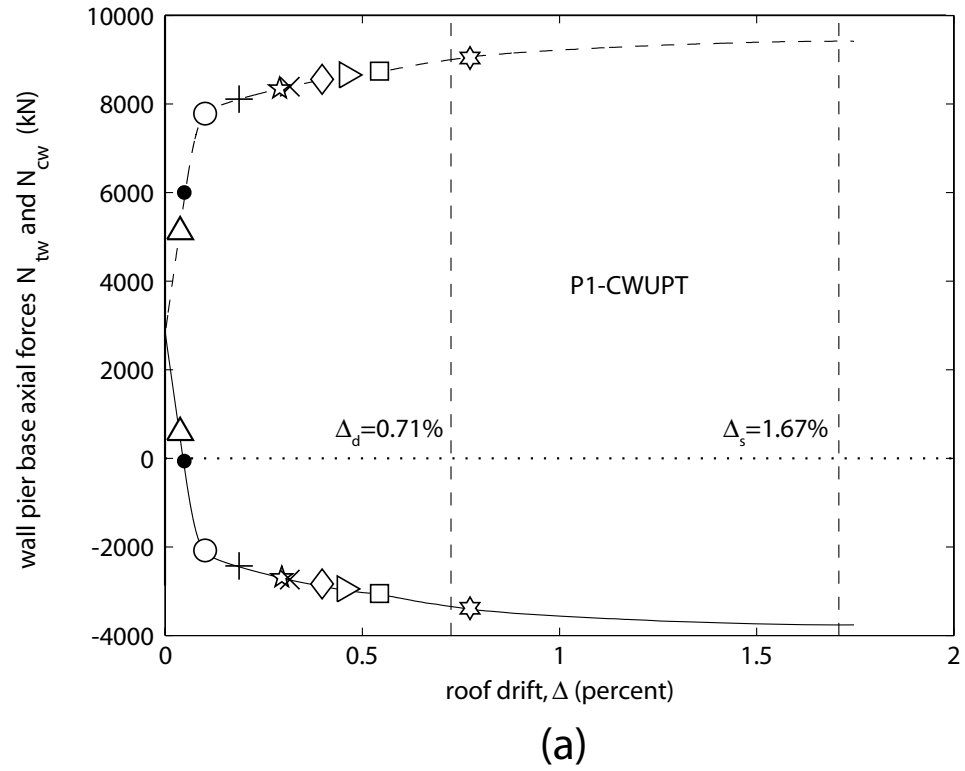 wall pier base axial forces N_tw and N_cw (kN)
10000
8000
6000
4000
2000
0
-2000
-4000
P1-CWUPT
Δ_d=0.71%
Δ_s=1.67%
0
0.5
1
1.5
2
roof drift, Δ (percent)
(a)